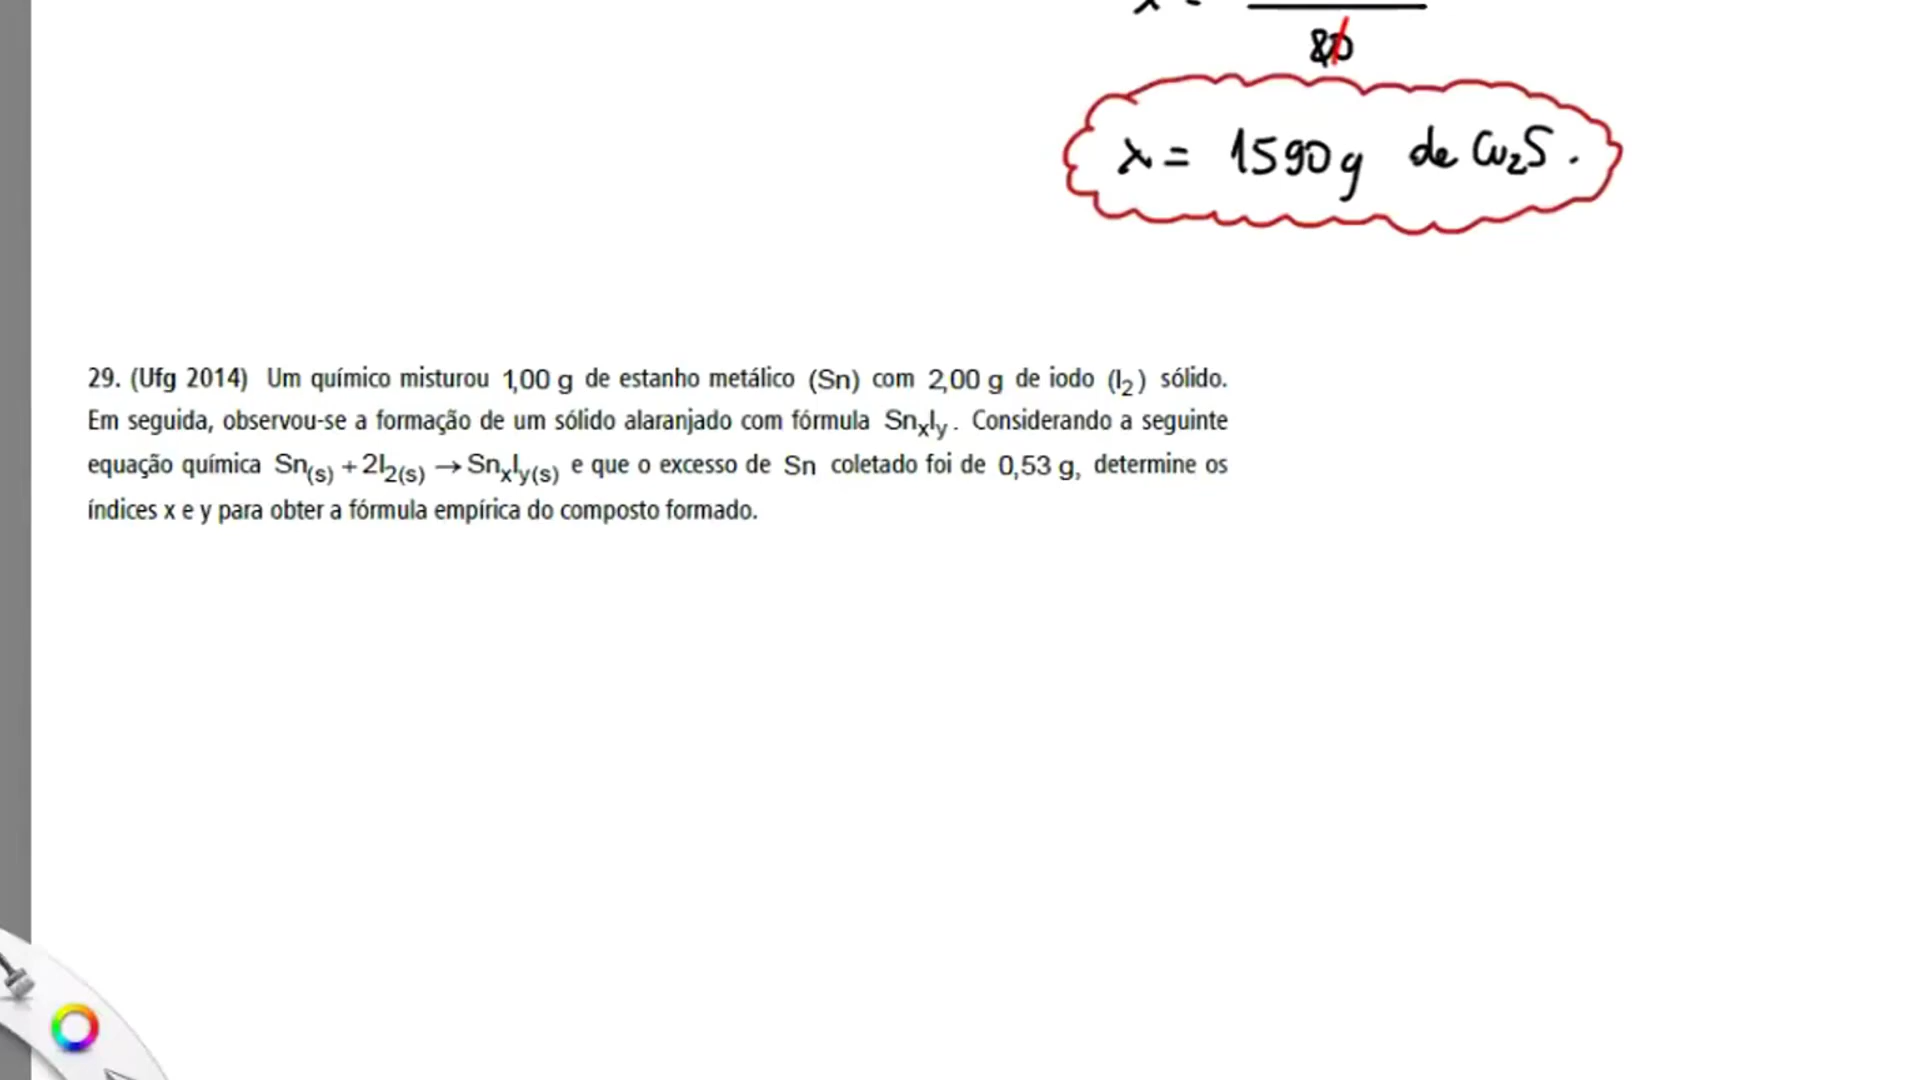 80
x = 1590g de Cu₂S.
29. (Ufg 2014) Um químico misturou 1,00 g de estanho metálico (Sn) com 2,00 g de iodo (I₂) sólido.
Em seguida, observou-se a formação de um sólido alaranjado com fórmula SnₓIᵧ. Considerando a seguinte
equação química Sn(s) + 2I₂(s) → SnₓIᵧ(s) e que o excesso de Sn coletado foi de 0,53 g, determine os
índices x e y para obter a fórmula empírica do composto formado.